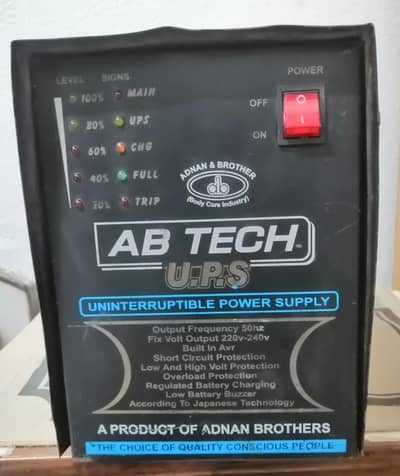 LEVEL SIGNS
100% MAIN
80% UPS
60% CHG
40% FULL
20% TRIP
POWER
OFF
ON
ADNAN & BROTHER
ab
(Body Core Industry)
AB TECH
U.P.S
UNINTERRUPTIBLE POWER SUPPLY
Output Frequency 50hz
Fix Volt Output 220v-240v
Built In Avr
Short Circuit Protection
Low And High Volt Protection
Overload Protection
Regulated Battery Charging
Low Battery Buzzer
According To Japanese Technology
A PRODUCT OF ADNAN BROTHERS
"THE CHOICE OF QUALITY CONSCIOUS PEOPLE